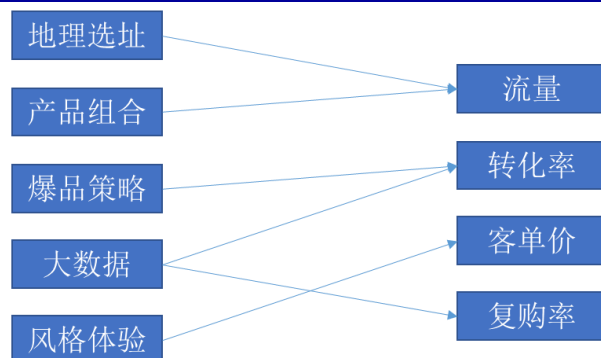 地理选址
产品组合
爆品策略
大数据
风格体验
流量
转化率
客单价
复购率